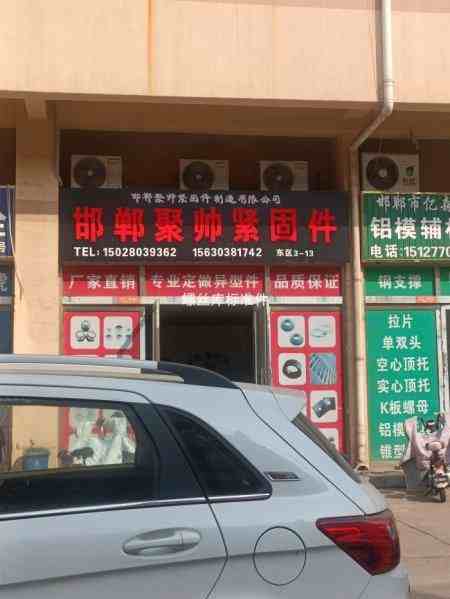 邯郸聚帅紧固件制造有限公司
邯郸聚帅紧固件
TEL: 15028039362 15630381742 东区3-13
厂家直销 专业定做异型件 品质保证
螺丝库标准件
邯郸市亿
铝模辅
电话:151277
钢支撑
拉片
单双头
空心顶托
实心顶托
K板螺母
铝模
锥型
房